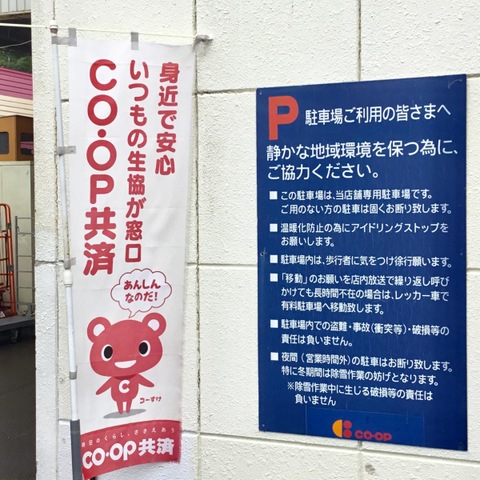 身近で安心
いつもの生協が窓口
CO・OP共済
あんしん
なのだ!
C
コーすけ
CO・OP共済
P 駐車場ご利用の皆さまへ
静かな地域環境を保つ為に、
ご協力ください。
■この駐車場は、当店舗専用駐車場です。
ご用のない方の駐車は固くお断り致します。
■温暖化防止の為にアイドリングストップを
お願いします。
■駐車場内は、歩行者に気をつけ徐行願います。
■「移動」のお願いを店内放送で繰り返し呼び
かけても長時間不在の場合は、レッカー車で
有料駐車場へ移動致します。
■駐車場内での盗難・事故(衝突等)・破損等の
責任は負いません。
■夜間(営業時間外)の駐車はお断り致します。
特に冬期間は除雪作業の妨げとなります。
※除雪作業中に生じる破損等の責任は
負いません
CO・OP